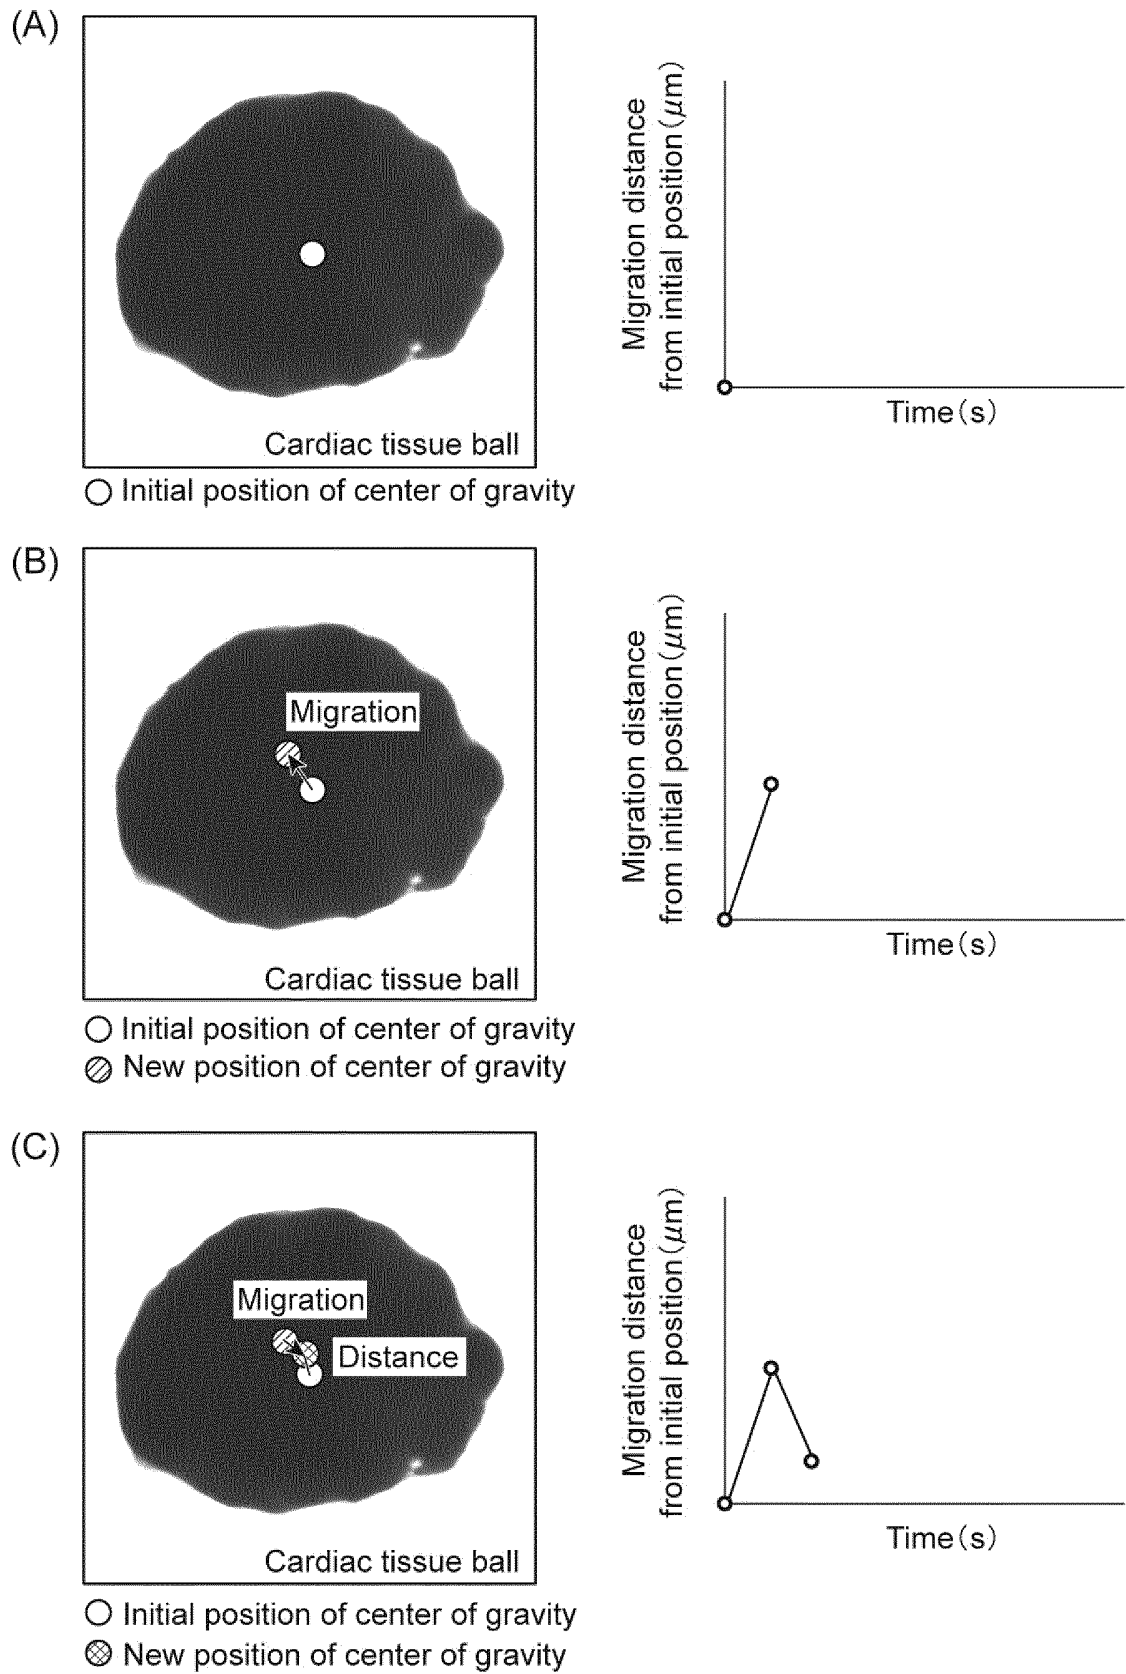 (A)
Cardiac tissue ball
Initial position of center of gravity
Migration distance
from initial position (μm)
Time (s)
(B)
Migration
Cardiac tissue ball
Initial position of center of gravity
New position of center of gravity
Migration distance
from initial position (μm)
Time (s)
(C)
Migration
Distance
Cardiac tissue ball
Initial position of center of gravity
New position of center of gravity
Migration distance
from initial position (μm)
Time (s)